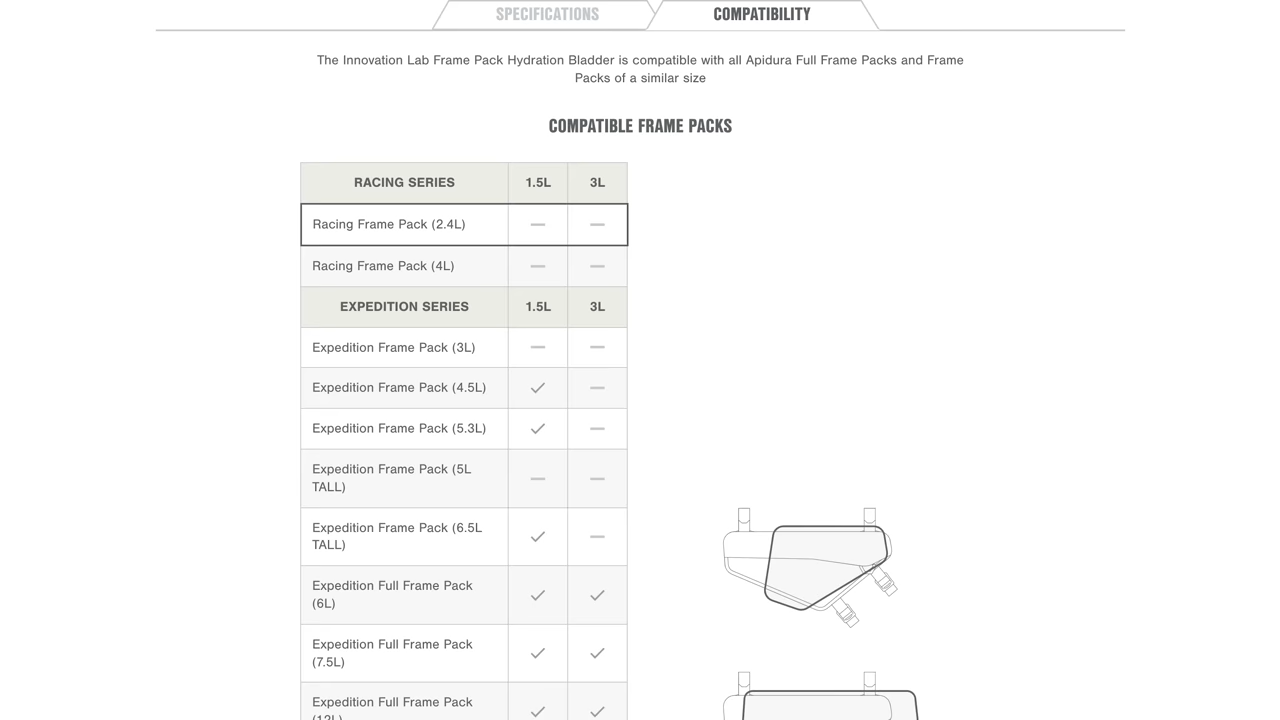 SPECIFICATIONS COMPATIBILITY
The Innovation Lab Frame Pack Hydration Bladder is compatible with all Apidura Full Frame Packs and Frame
Packs of a similar size
COMPATIBLE FRAME PACKS
RACING SERIES 1.5L 3L
Racing Frame Pack (2.4L) — —
Racing Frame Pack (4L) — —
EXPEDITION SERIES 1.5L 3L
Expedition Frame Pack (3L) — —
Expedition Frame Pack (4.5L) ✓ —
Expedition Frame Pack (5.3L) ✓ —
Expedition Frame Pack (5L — —
TALL)
Expedition Frame Pack (6.5L ✓ —
TALL)
Expedition Full Frame Pack ✓ ✓
(6L)
Expedition Full Frame Pack ✓ ✓
(7.5L)
Expedition Full Frame Pack ✓ ✓
(12L)